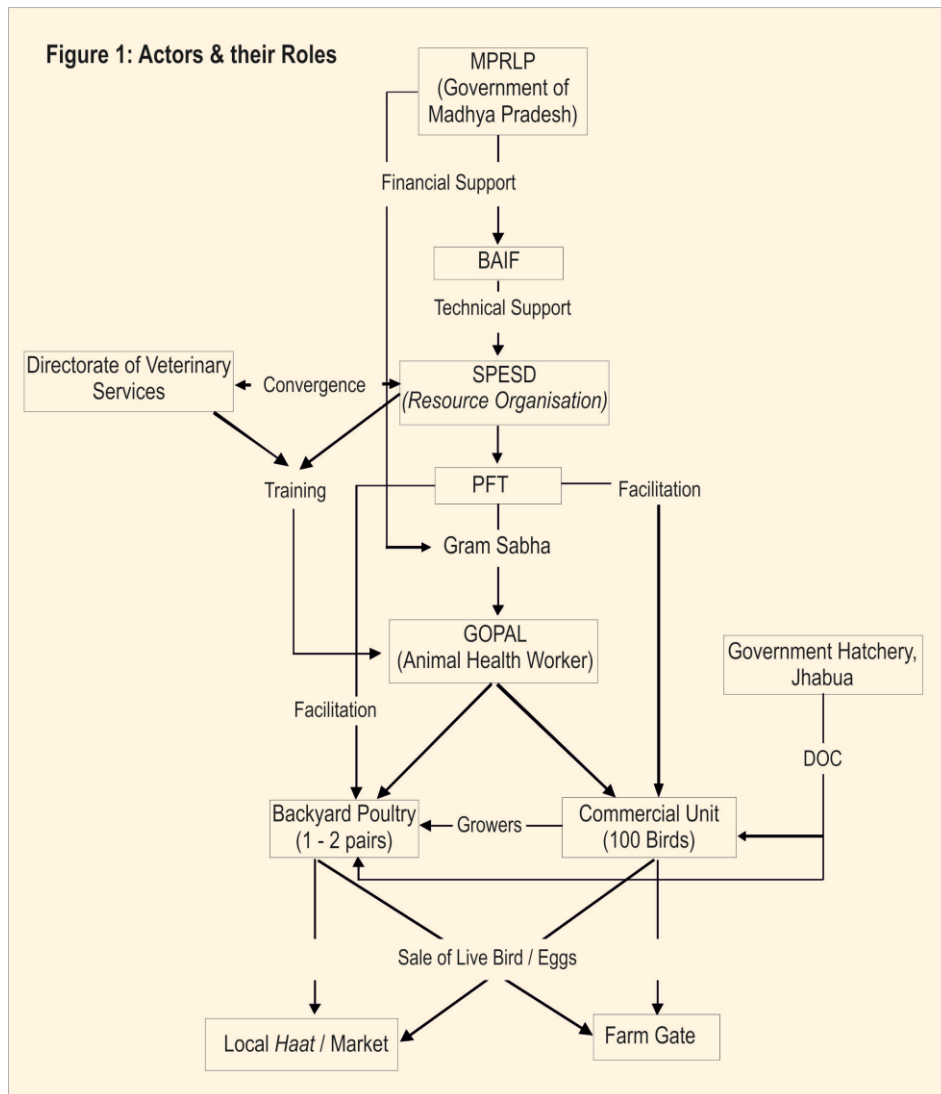 Figure 1: Actors & their Roles
MPRLP
(Government of
Madhya Pradesh)
Financial Support
BAIF
Technical Support
Directorate of Veterinary
Services
Convergence
SPESD
(Resource Organisation)
Training
PFT
Facilitation
Gram Sabha
GOPAL
(Animal Health Worker)
Government Hatchery,
Jhabua
Facilitation
DOC
Backyard Poultry
(1 - 2 pairs)
Growers
Commercial Unit
(100 Birds)
Sale of Live Bird / Eggs
Local Haat / Market
Farm Gate